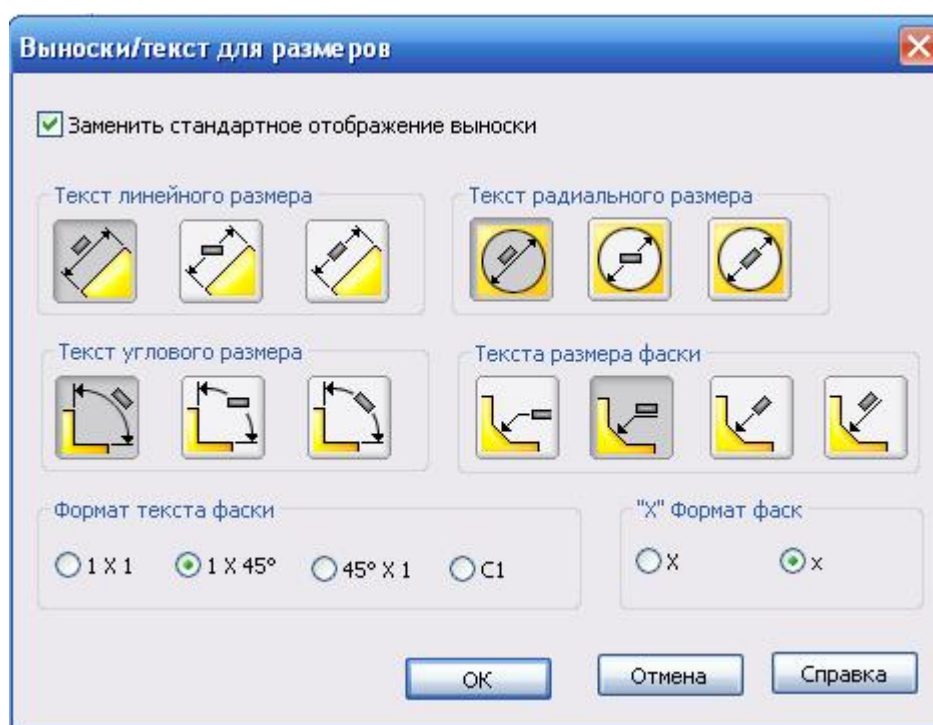 Выноски/текст для размеров
Заменить стандартное отображение выноски
Текст линейного размера
Текст радиального размера
Текст углового размера
Текста размера фаски
Формат текста фаски
"X" Формат фаск
1 X 1
1 X 45°
45° X 1
C1
X
x
ОК
Отмена
Справка